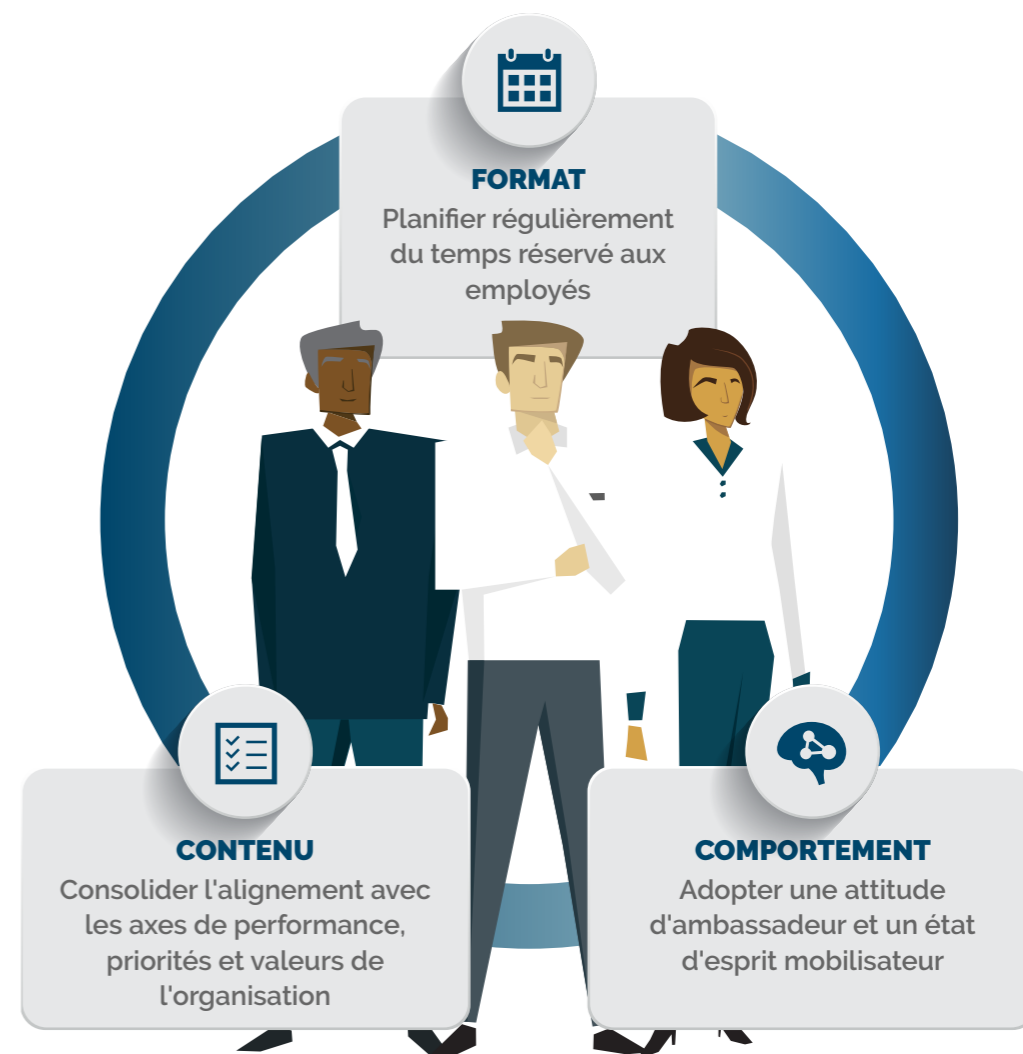 FORMAT
Planifier régulièrement
du temps réservé aux
employés
CONTENU
Consolider l'alignement avec
les axes de performance,
priorités et valeurs de
l'organisation
COMPORTEMENT
Adopter une attitude
d'ambassadeur et un état
d'esprit mobilisateur